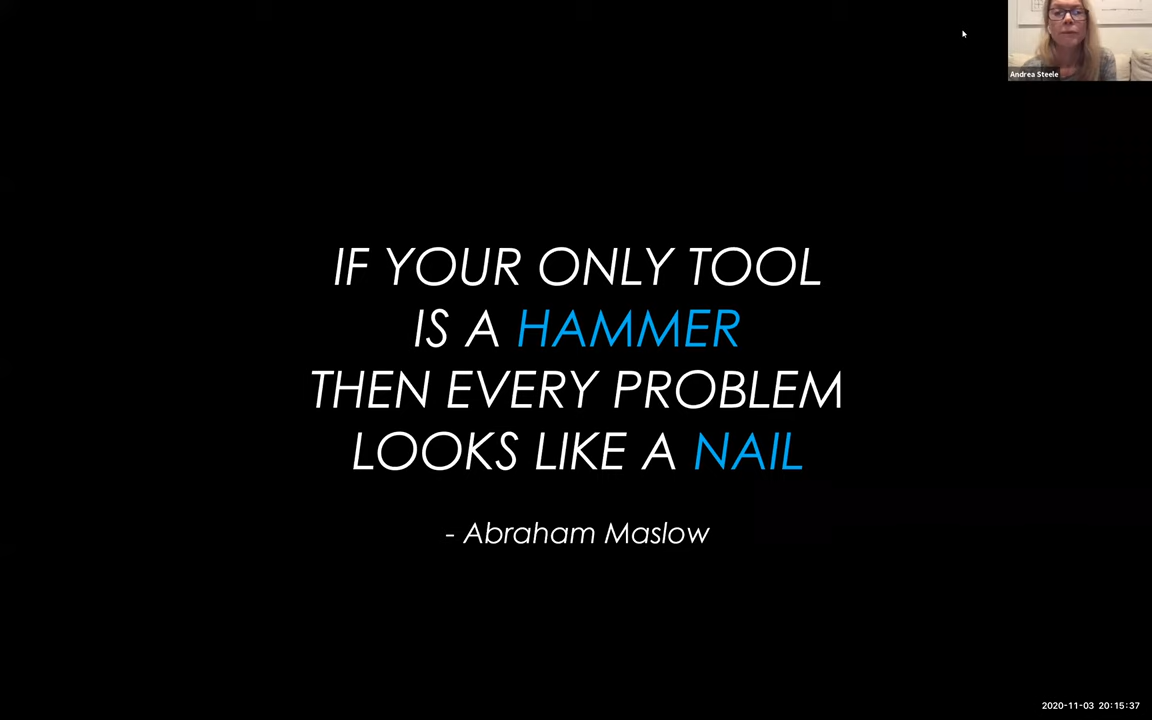 Andrea Steele
IF YOUR ONLY TOOL
IS A HAMMER
THEN EVERY PROBLEM
LOOKS LIKE A NAIL
- Abraham Maslow
2020-11-03 20:15:37